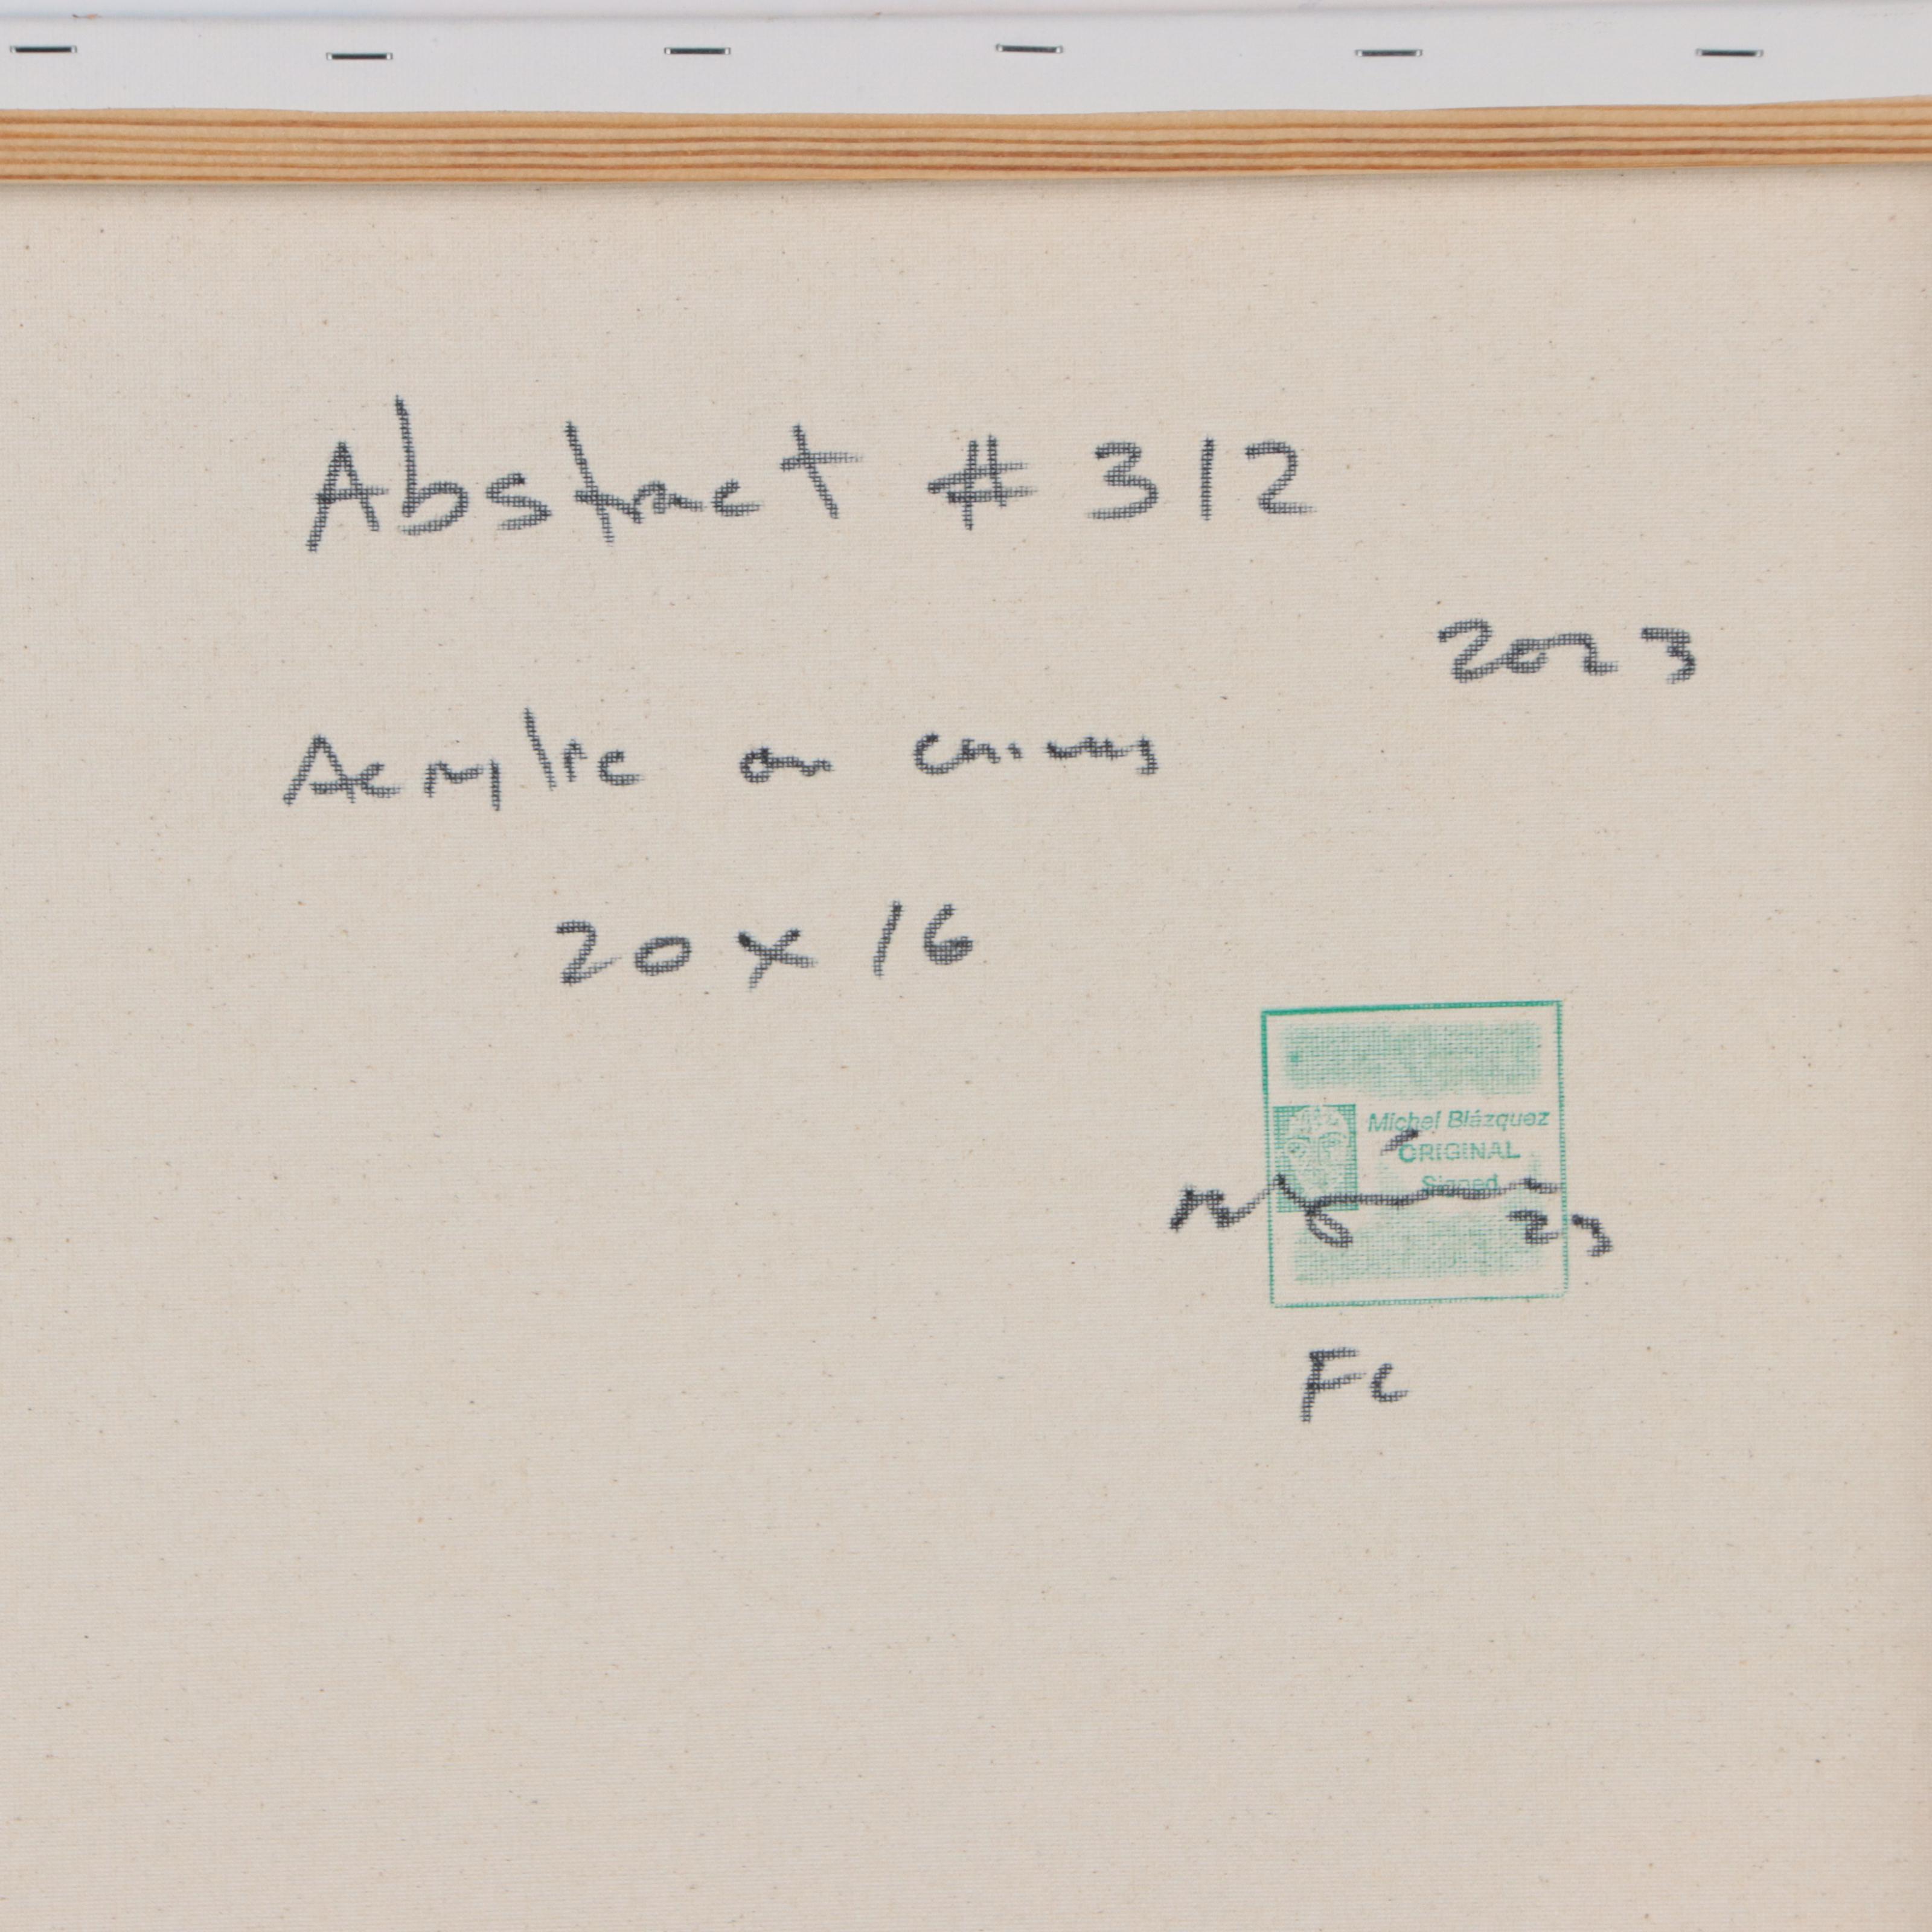 Abstract # 312
2023
Acrylic on canvas
20 x 16
Michel Blázquez
ORIGINAL
Signed
23
Fc